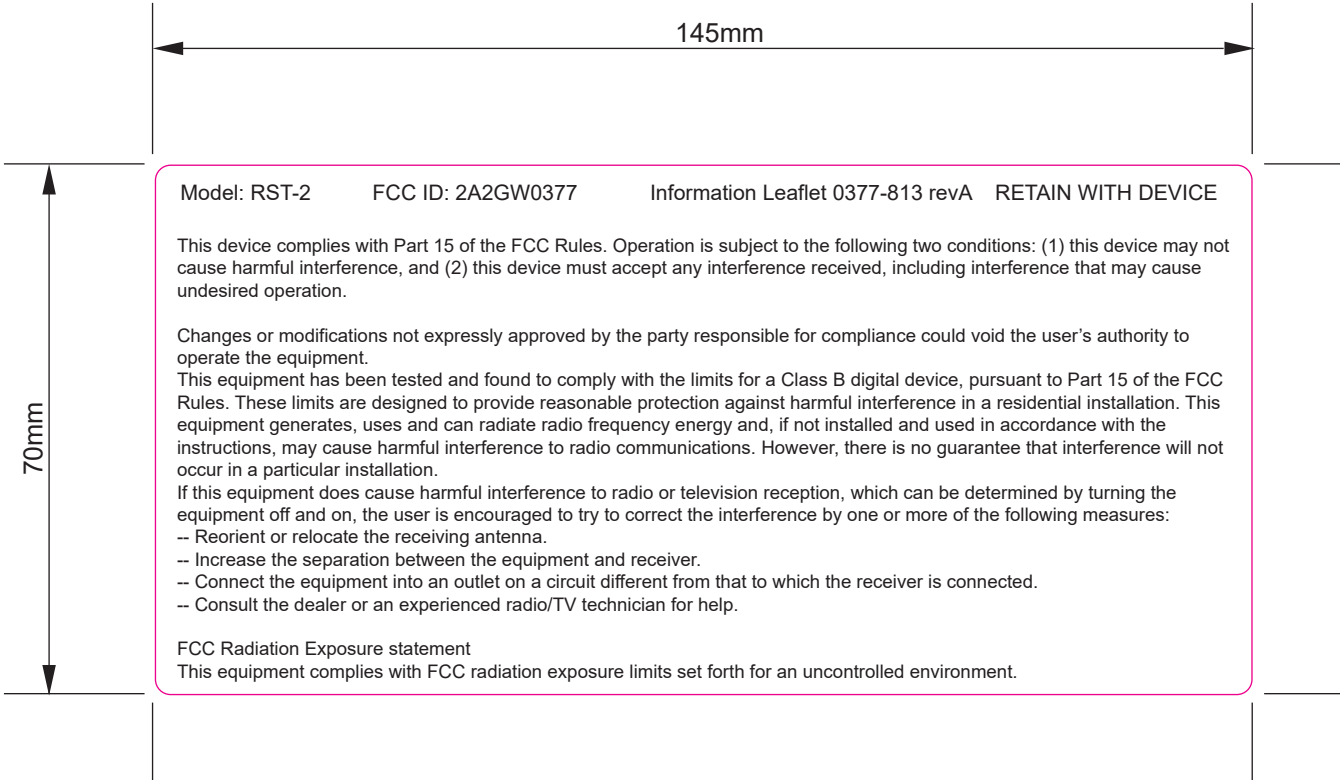 145mm
Model: RST-2 FCC ID: 2A2GW0377 Information Leaflet 0377-813 revA RETAIN WITH DEVICE
This device complies with Part 15 of the FCC Rules. Operation is subject to the following two conditions: (1) this device may not
cause harmful interference, and (2) this device must accept any interference received, including interference that may cause
undesired operation.
Changes or modifications not expressly approved by the party responsible for compliance could void the user’s authority to
operate the equipment.
This equipment has been tested and found to comply with the limits for a Class B digital device, pursuant to Part 15 of the FCC
Rules. These limits are designed to provide reasonable protection against harmful interference in a residential installation. This
equipment generates, uses and can radiate radio frequency energy and, if not installed and used in accordance with the
instructions, may cause harmful interference to radio communications. However, there is no guarantee that interference will not
occur in a particular installation.
If this equipment does cause harmful interference to radio or television reception, which can be determined by turning the
equipment off and on, the user is encouraged to try to correct the interference by one or more of the following measures:
-- Reorient or relocate the receiving antenna.
-- Increase the separation between the equipment and receiver.
-- Connect the equipment into an outlet on a circuit different from that to which the receiver is connected.
-- Consult the dealer or an experienced radio/TV technician for help.
FCC Radiation Exposure statement
This equipment complies with FCC radiation exposure limits set forth for an uncontrolled environment.
70mm